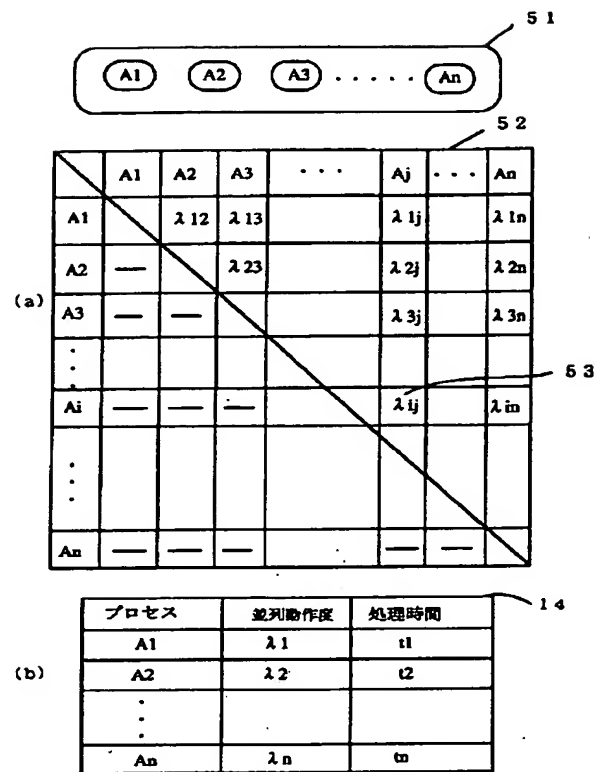 51
A1 A2 A3 ・・・・・ An
52
A1 A2 A3 ・・・ Aj ・・・ An
A1 λ12 λ13 λ1j λ1n
A2 — λ23 λ2j λ2n
(a)
A3 — — λ3j λ3n
53
Ai — — — λij λin
An — — — — —
14
プロセス 並列動作度 処理時間
A1 λ1 t1
(b)
A2 λ2 t2
An λn tn